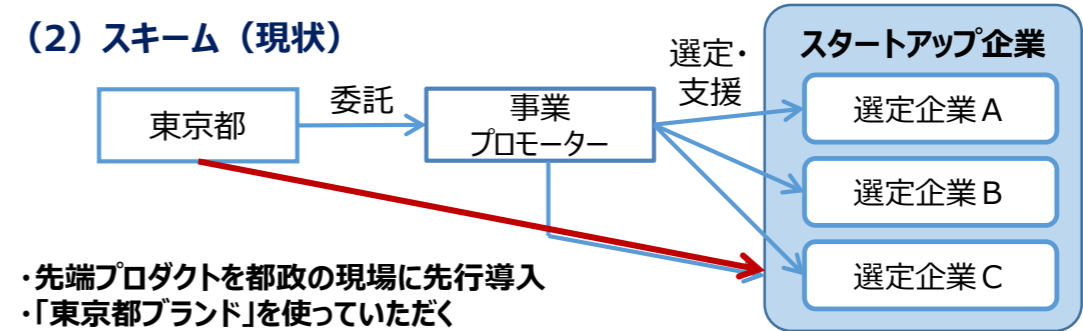 （2）スキーム（現状）
スタートアップ企業
選定・
支援
委託
東京都
事業
プロモーター
選定企業A
選定企業B
選定企業C
・先端プロダクトを都政の現場に先行導入
・「東京都ブランド」を使っていただく